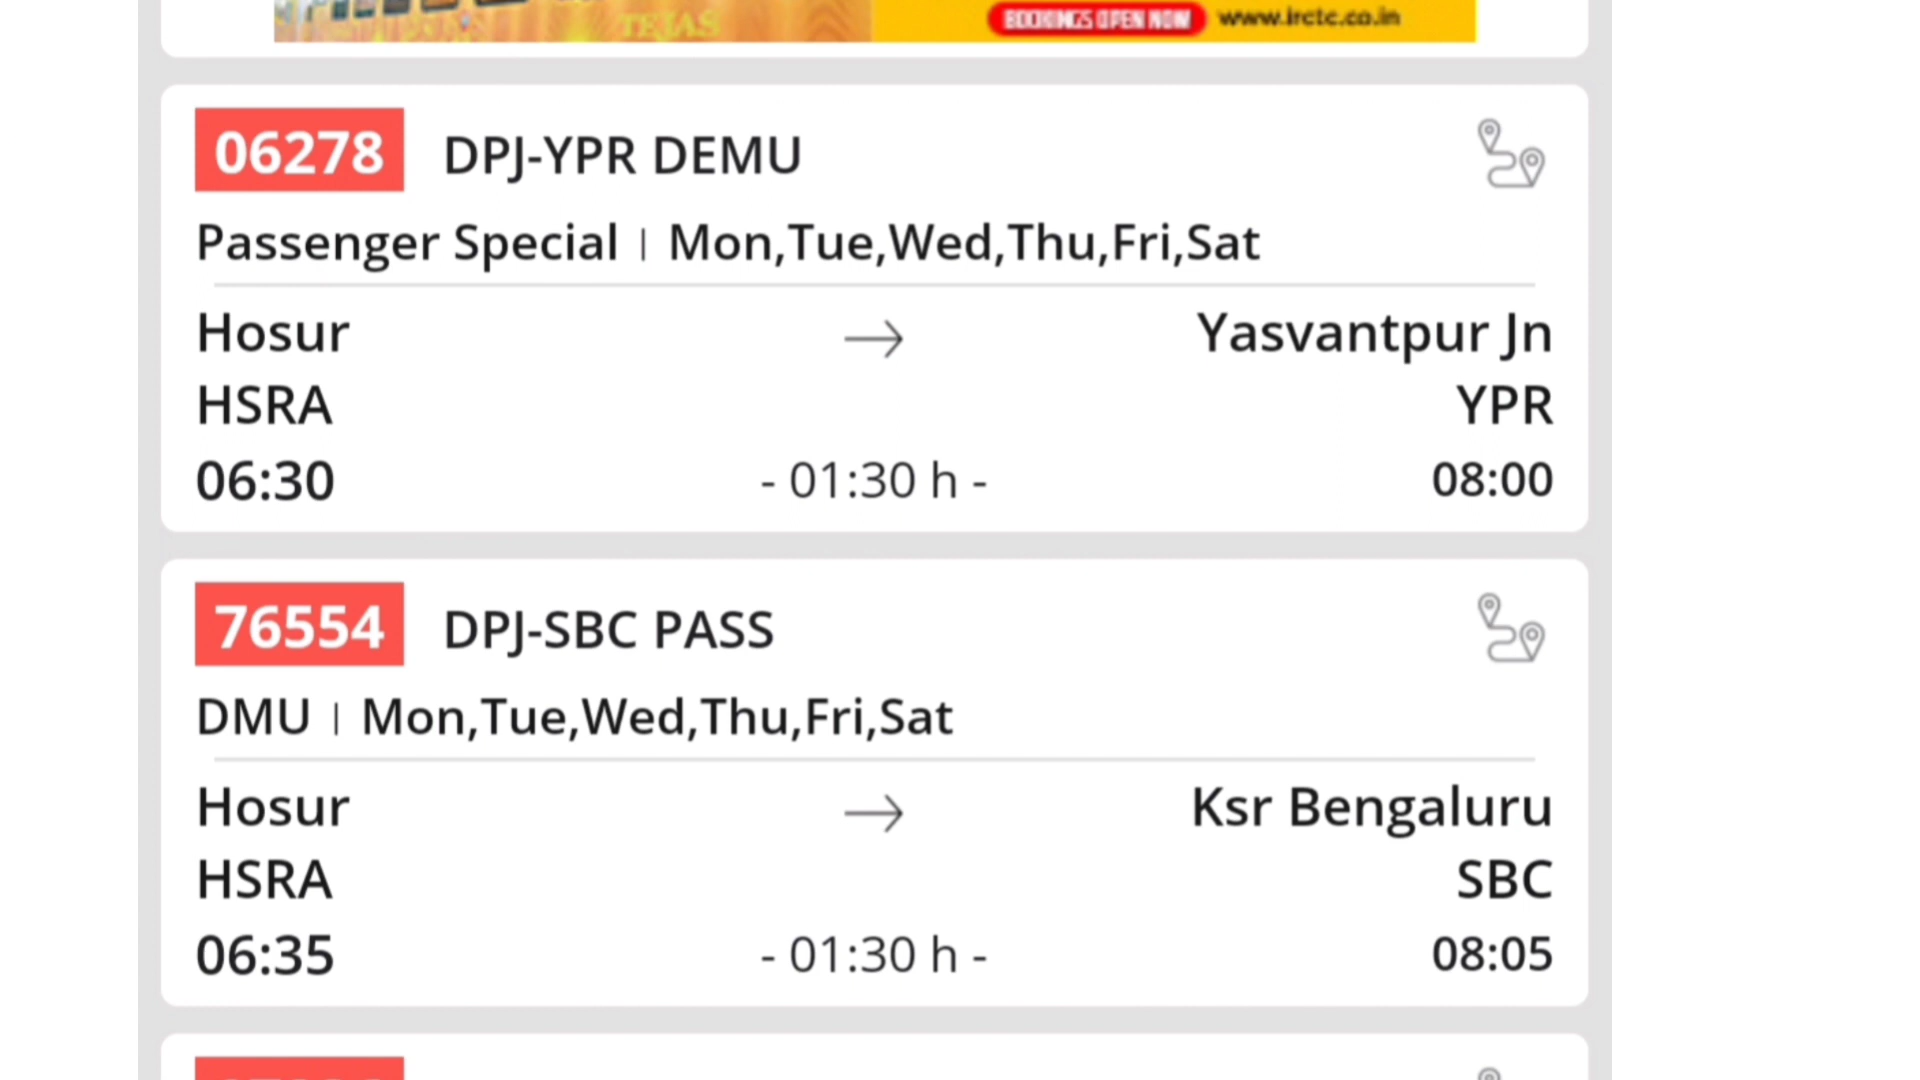 TEJAS
BOOKINGS OPEN NOW www.irctc.co.in
06278 DPJ-YPR DEMU
Passenger Special | Mon,Tue,Wed,Thu,Fri,Sat
Hosur → Yasvantpur Jn
HSRA YPR
06:30 - 01:30 h - 08:00
76554 DPJ-SBC PASS
DMU | Mon,Tue,Wed,Thu,Fri,Sat
Hosur → Ksr Bengaluru
HSRA SBC
06:35 - 01:30 h - 08:05